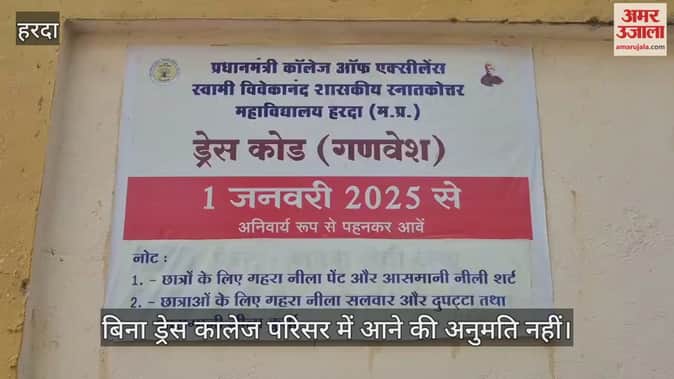 हरदा
अमर
उजाला
amarujala.com
प्रधानमंत्री कॉलेज ऑफ एक्सीलेंस
स्वामी विवेकानंद शासकीय स्नातकोत्तर
महाविद्यालय हरदा (म.प्र.)
ड्रेस कोड (गणवेश)
1 जनवरी 2025 से
अनिवार्य रूप से पहनकर आवें
नोट :
1. - छात्रों के लिए गहरा नीला पेंट और आसमानी नीली शर्ट
2. - छात्राओं के लिए गहरा नीला सलवार और दुपट्टा तथा
बिना ड्रेस कालेज परिसर में आने की अनुमति नहीं।